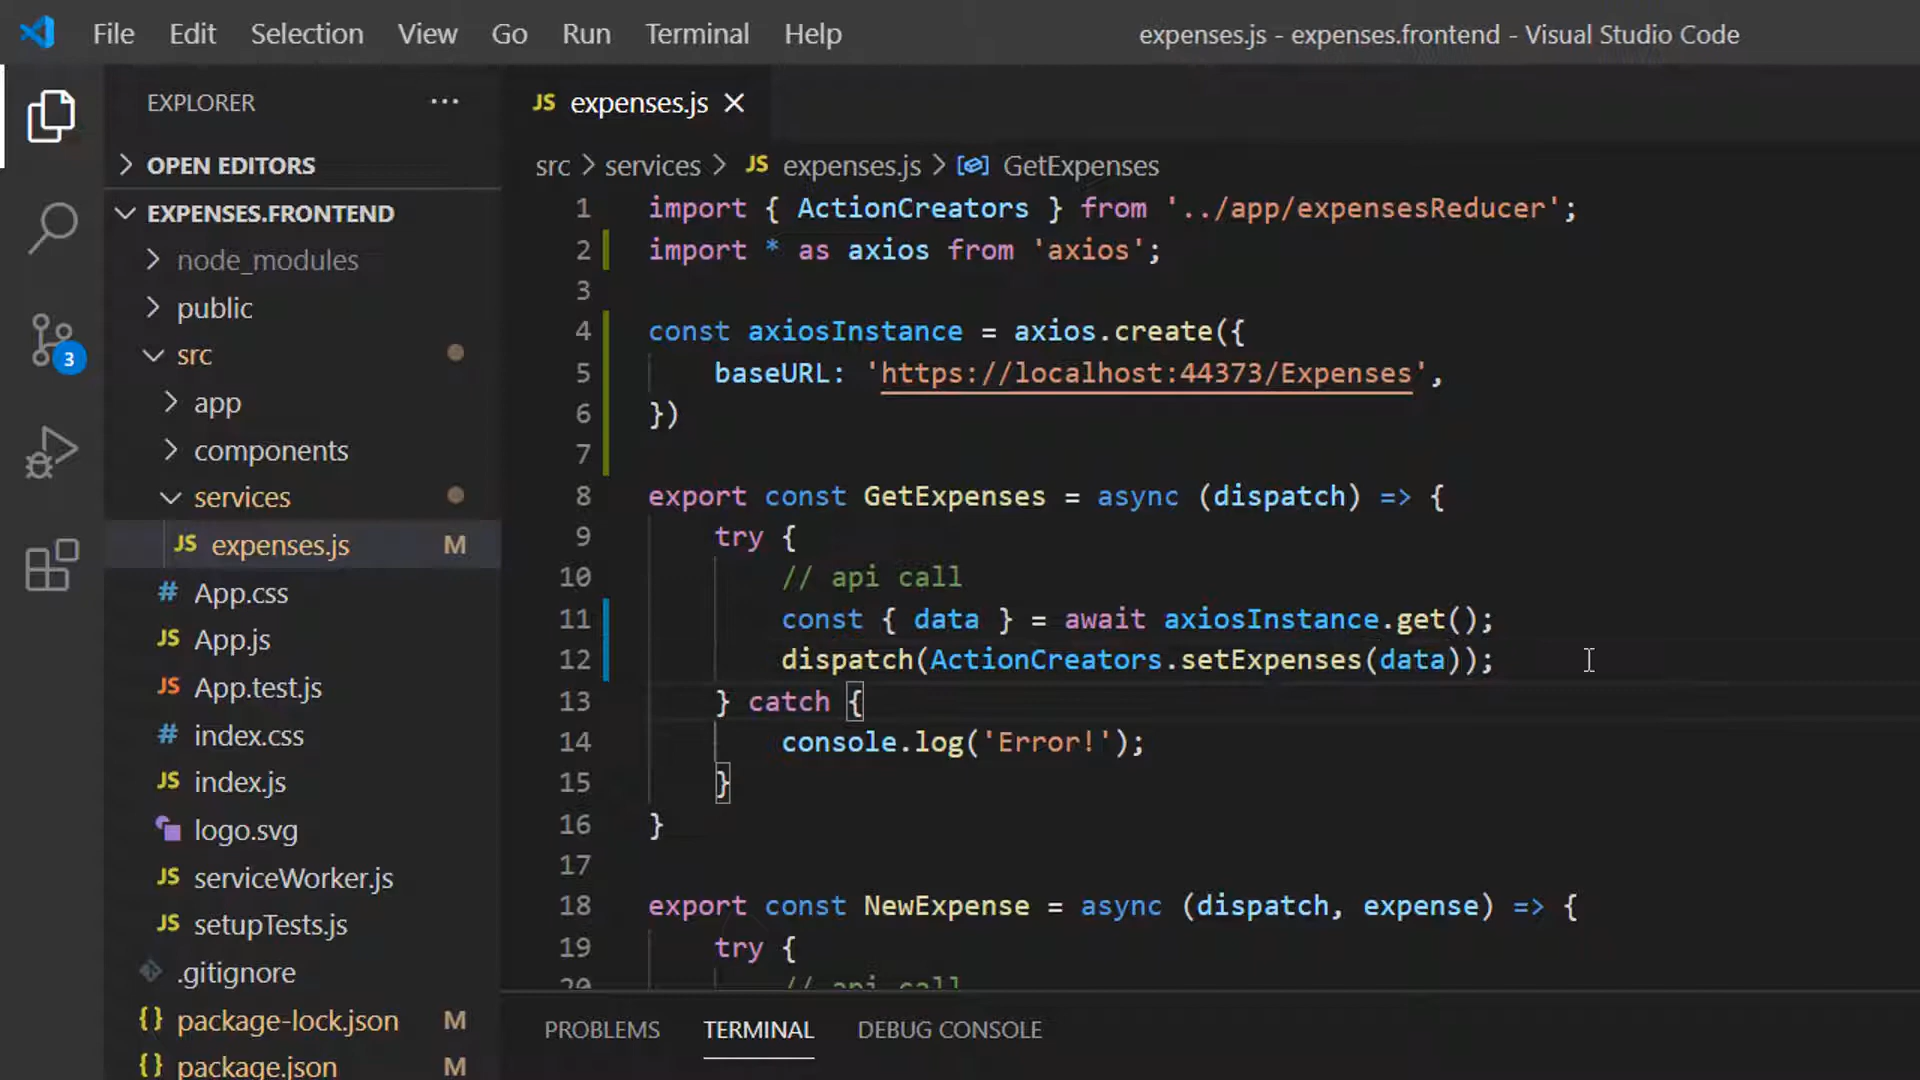 File Edit Selection View Go Run Terminal Help expenses.js - expenses.frontend - Visual Studio Code
EXPLORER ···
JS expenses.js ×
OPEN EDITORS
src > services > JS expenses.js > GetExpenses
EXPENSES.FRONTEND
node_modules
public
src
app
components
services
JS expenses.js M
# App.css
JS App.js
JS App.test.js
# index.css
JS index.js
logo.svg
JS serviceWorker.js
JS setupTests.js
.gitignore
{} package-lock.json M
{} package.json M
3
1 import { ActionCreators } from '../app/expensesReducer';
2 import * as axios from 'axios';
3
4 const axiosInstance = axios.create({
5     baseURL: 'https://localhost:44373/Expenses',
6 })
7
8 export const GetExpenses = async (dispatch) => {
9     try {
10         // api call
11         const { data } = await axiosInstance.get();
12         dispatch(ActionCreators.setExpenses(data));
13     } catch {
14         console.log('Error!');
15     }
16 }
17
18 export const NewExpense = async (dispatch, expense) => {
19     try {
20         // api call
PROBLEMS TERMINAL DEBUG CONSOLE